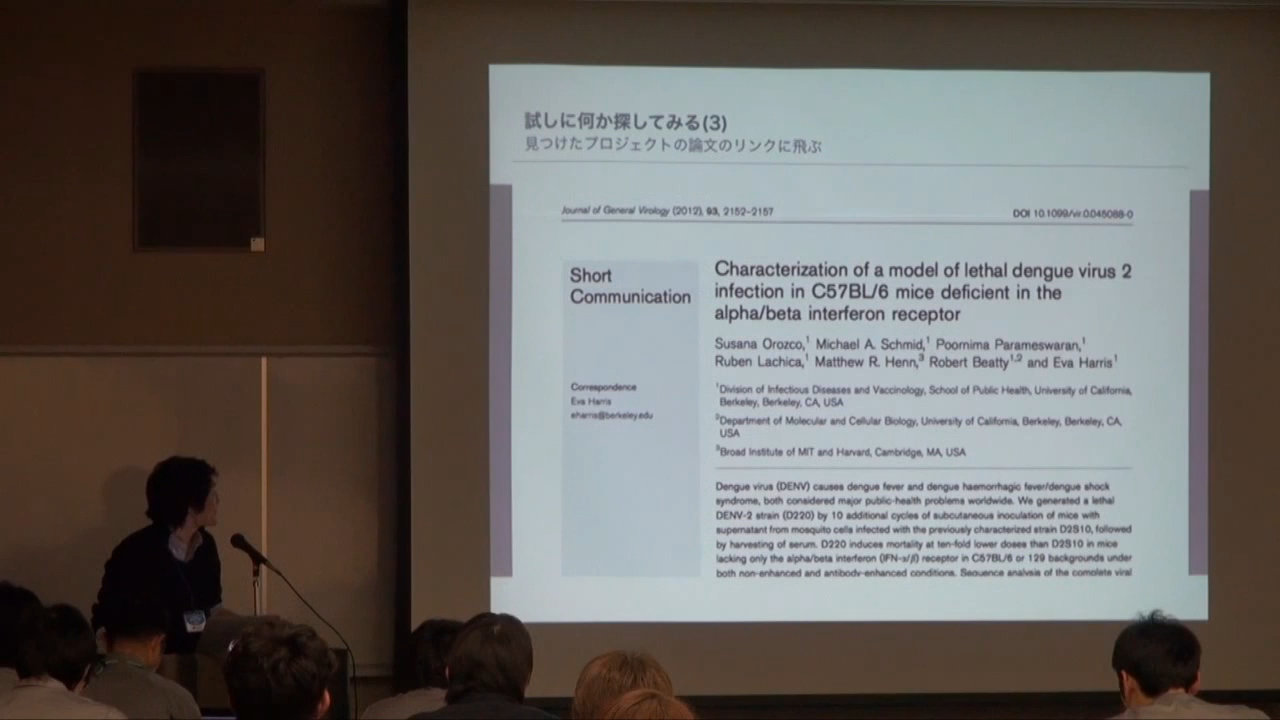 試しに何か探してみる(3)
見つけたプロジェクトの論文のリンクに飛ぶ
Journal of General Virology (2012), 93, 2152–2157
DOI 10.1099/vir.0.045088-0
Short
Communication
Correspondence
Eva Harris
eharris@berkeley.edu
Characterization of a model of lethal dengue virus 2
infection in C57BL/6 mice deficient in the
alpha/beta interferon receptor
Susana Orozco,1 Michael A. Schmid,1 Poornima Parameswaran,1
Ruben Lachica,1 Matthew R. Henn,3 Robert Beatty1,2 and Eva Harris1
1Division of Infectious Diseases and Vaccinology, School of Public Health, University of California,
Berkeley, Berkeley, CA, USA
2Department of Molecular and Cellular Biology, University of California, Berkeley, Berkeley, CA,
USA
3Broad Institute of MIT and Harvard, Cambridge, MA, USA
Dengue virus (DENV) causes dengue fever and dengue haemorrhagic fever/dengue shock
syndrome, both considered major public-health problems worldwide. We generated a lethal
DENV-2 strain (D220) by 10 additional cycles of subcutaneous inoculation of mice with
supernatant from mosquito cells infected with the previously characterized strain D2S10, followed
by harvesting of serum. D220 induces mortality at ten-fold lower doses than D2S10 in mice
lacking only the alpha/beta interferon (IFN-α/β) receptor in C57BL/6 or 129 backgrounds under
both non-enhanced and antibody-enhanced conditions. Sequence analysis of the complete viral